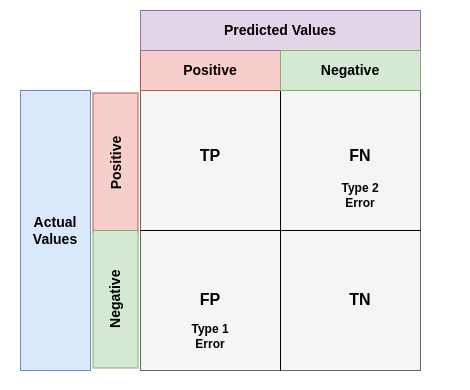 Predicted Values
Positive
Negative
Actual
Values
Positive
TP
FN
Type 2
Error
Negative
FP
Type 1
Error
TN